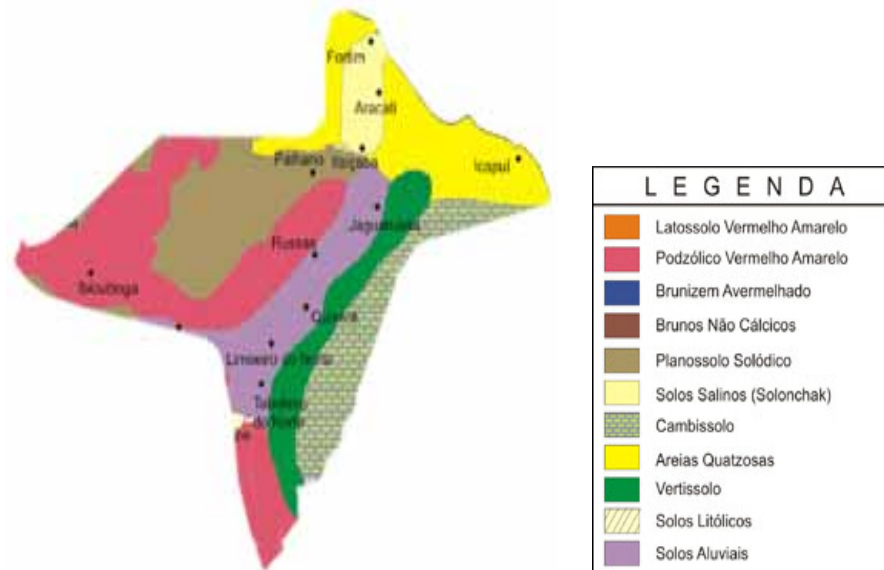 Fortim
Aracati
Itaiçaba
Palhano
Icapuí
Jaguaruana
Russas
Ibicuitinga
Quixeré
Limoeiro do Norte
Tabuleiro
do Norte
pe
LEGENDA
Latossolo Vermelho Amarelo
Podzólico Vermelho Amarelo
Brunizem Avermelhado
Brunos Não Cálcicos
Planossolo Solódico
Solos Salinos (Solonchak)
Cambissolo
Areias Quatzosas
Vertissolo
Solos Litólicos
Solos Aluviais